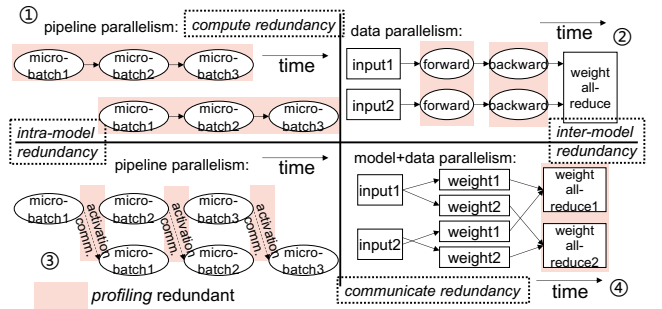 ①
pipeline parallelism:
compute redundancy
micro-
batch1
micro-
batch2
micro-
batch3
time
micro-
batch1
micro-
batch2
micro-
batch3
intra-model
redundancy
data parallelism:
time
②
input1
forward
backward
input2
forward
backward
weight
all-
reduce
inter-model
redundancy
pipeline parallelism:
time
micro-
batch1
micro-
batch2
micro-
batch3
activation
comm.
activation
comm.
activation
comm.
micro-
batch1
micro-
batch2
micro-
batch3
③
profiling redundant
model+data parallelism:
input1
weight1
weight2
input2
weight1
weight2
weight
all-
reduce1
weight
all-
reduce2
communicate redundancy
time
④